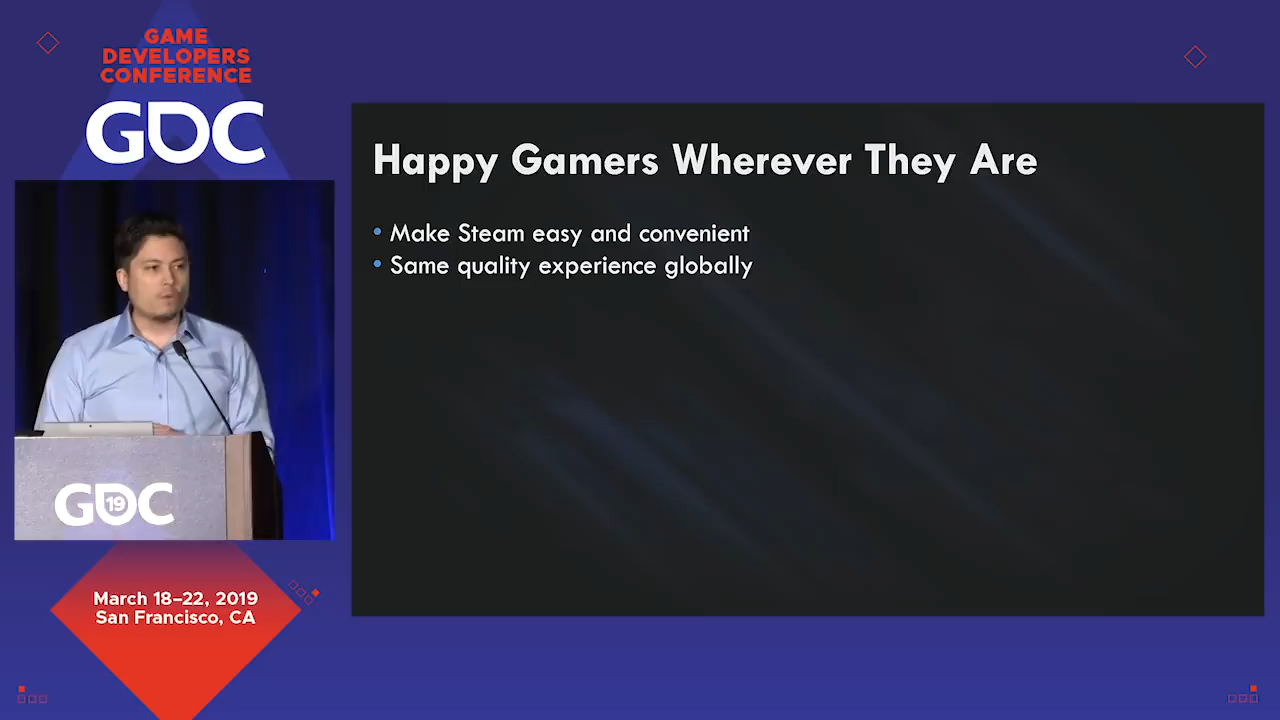 GAME
DEVELOPERS
CONFERENCE
GDC
Happy Gamers Wherever They Are
• Make Steam easy and convenient
• Same quality experience globally
GDC
19
March 18–22, 2019
San Francisco, CA